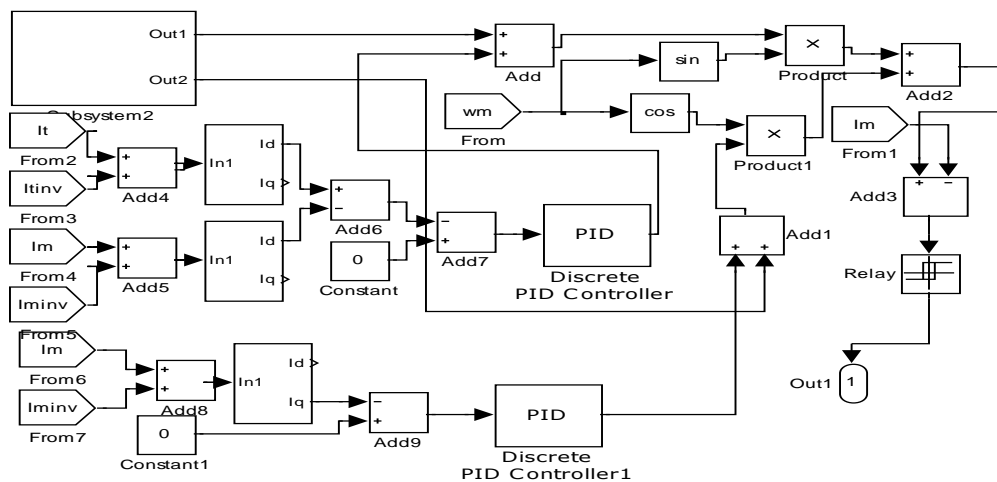 Out1
Out2
Subsystem2
+
+
Add
sin
×
Product
+
+
Add2
wm
From
cos
×
Product1
Im
From1
It
From2
Itinv
From3
+
+
Add4
In1
Id
Iq
+
−
Add6
Im
From4
Iminv
From5
+
+
Add5
In1
Id
Iq
0
Constant
−
+
Add7
PID
Discrete
PID Controller
+
+
Add1
+
−
Add3
Relay
Out1
1
Im
From6
Iminv
From7
+
+
Add8
In1
Id
Iq
0
Constant1
−
+
Add9
PID
Discrete
PID Controller1